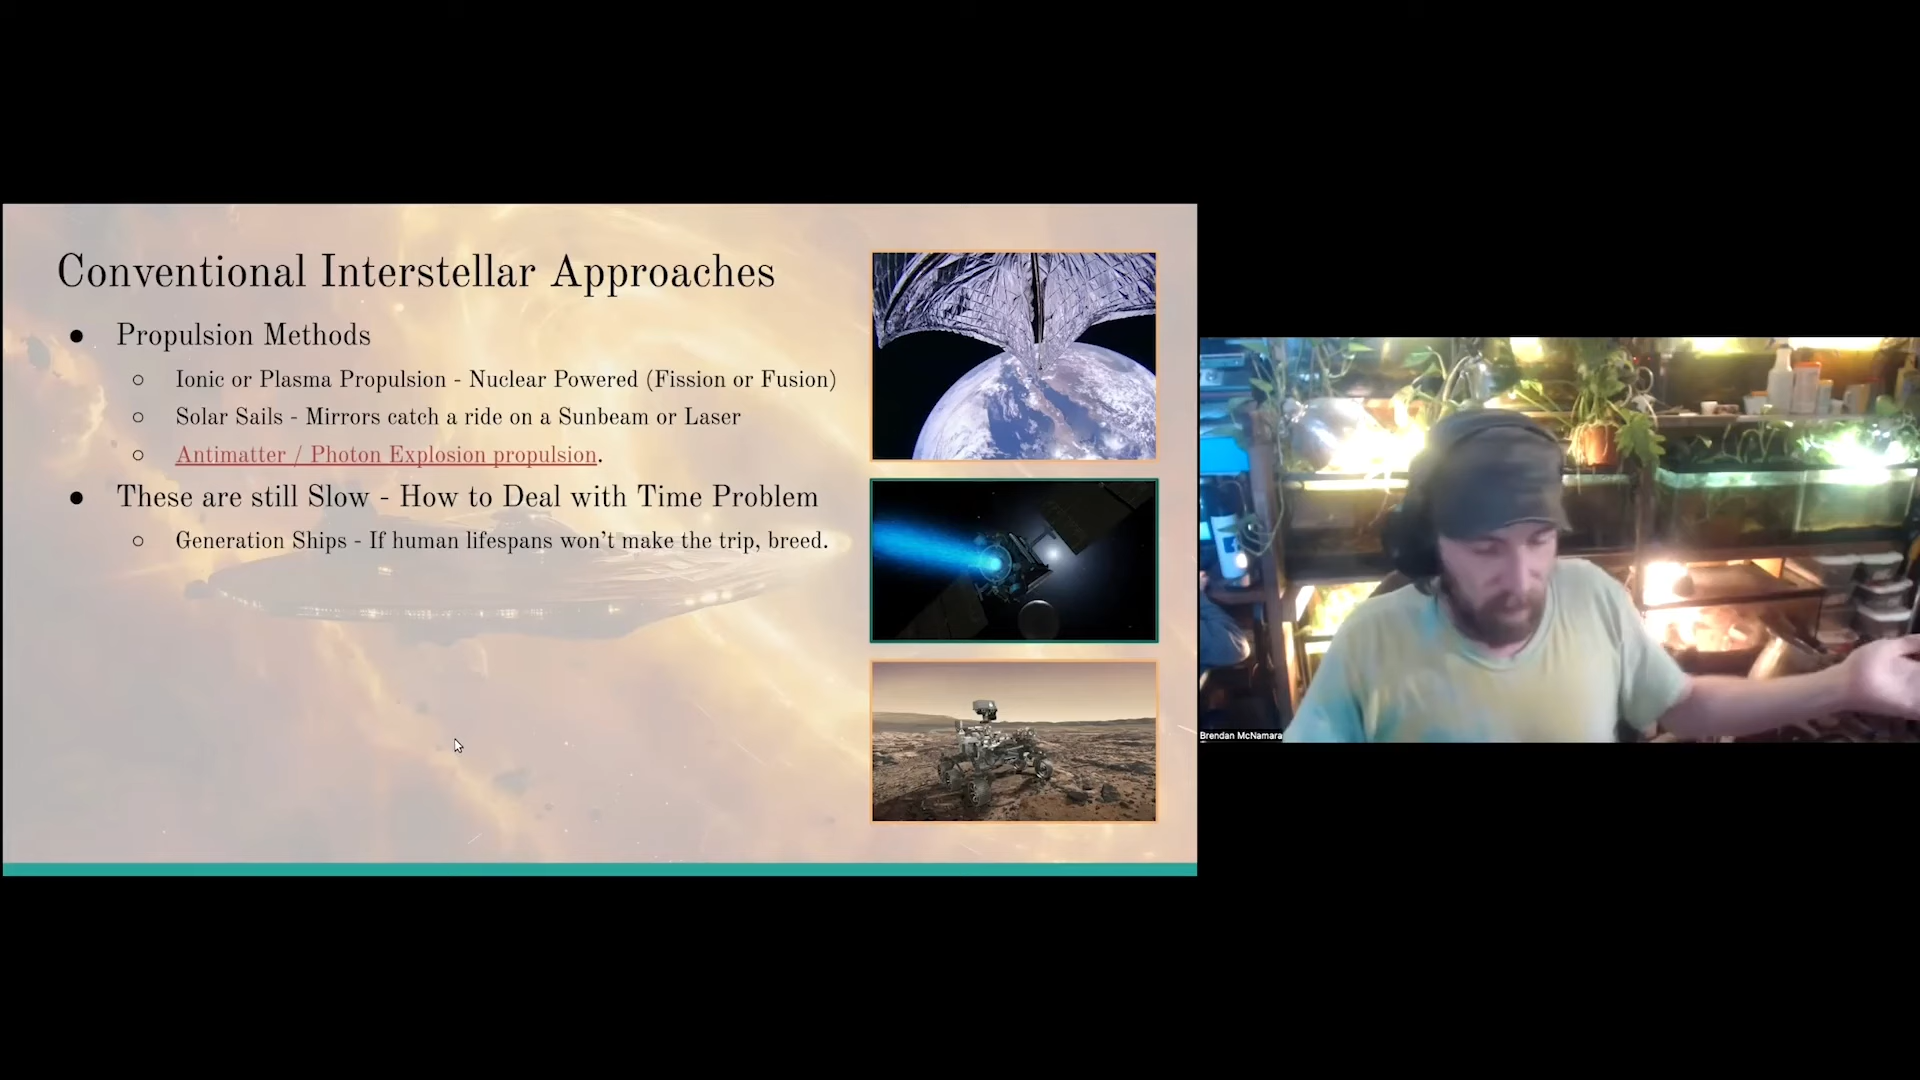 Conventional Interstellar Approaches
● Propulsion Methods
○ Ionic or Plasma Propulsion - Nuclear Powered (Fission or Fusion)
○ Solar Sails - Mirrors catch a ride on a Sunbeam or Laser
○ Antimatter / Photon Explosion propulsion.
● These are still Slow - How to Deal with Time Problem
○ Generation Ships - If human lifespans won't make the trip, breed.
Brendan McNamara